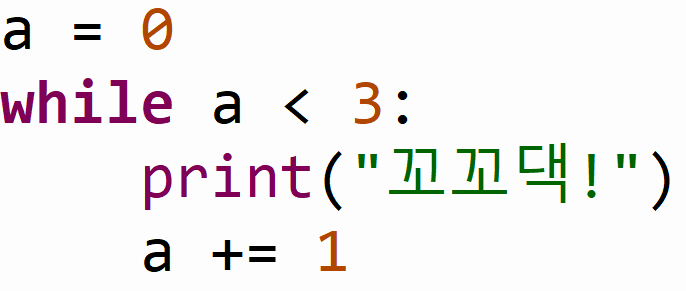 a = 0
while a < 3:
    print("꼬꼬댁!")
    a += 1